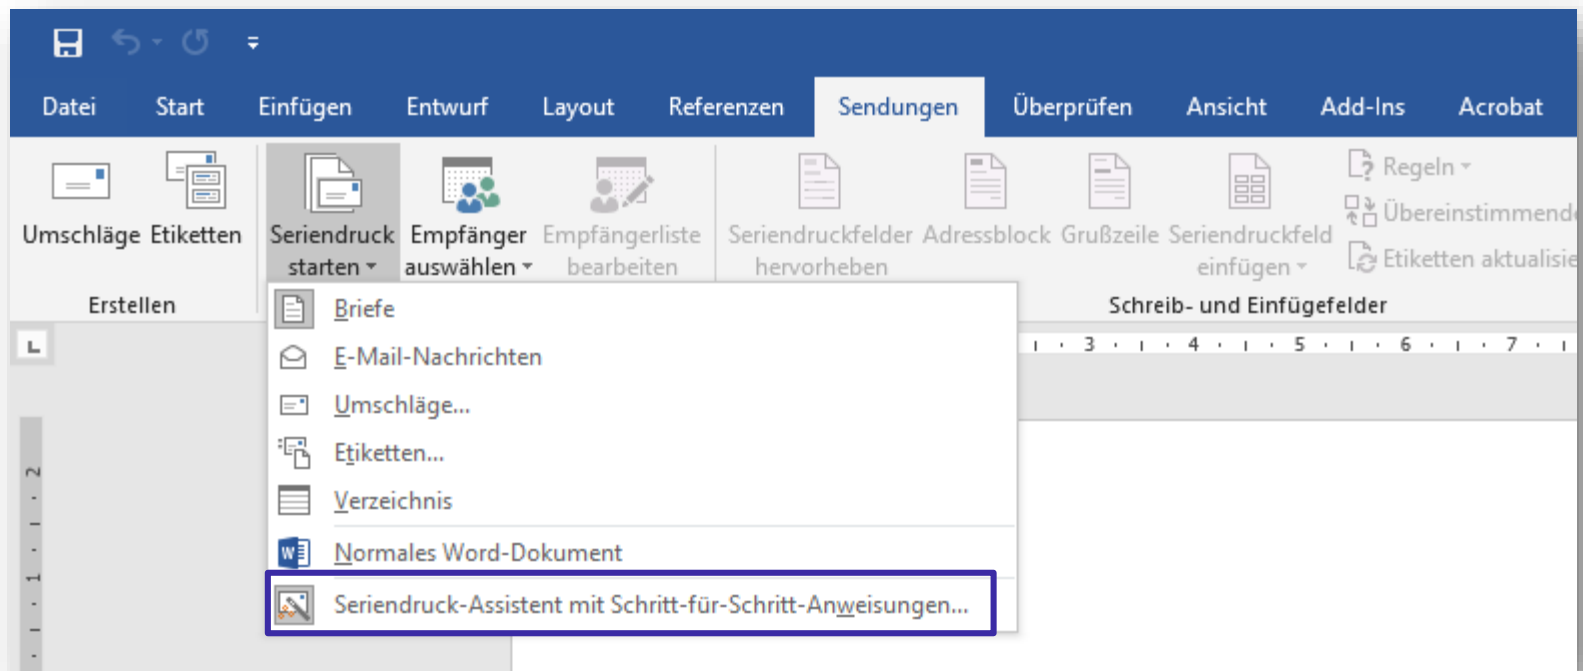 Datei Start Einfügen Entwurf Layout Referenzen Sendungen Überprüfen Ansicht Add-Ins Acrobat
Umschläge Etiketten
Seriendruck starten
Empfänger auswählen
Empfängerliste bearbeiten
Seriendruckfelder hervorheben
Adressblock
Grußzeile
Seriendruckfeld einfügen
Regeln
Übereinstimmende
Etiketten aktualisie
Erstellen
Schreib- und Einfügefelder
L
3 4 5 6 7
2
1
Briefe
E-Mail-Nachrichten
Umschläge...
Etiketten...
Verzeichnis
Normales Word-Dokument
Seriendruck-Assistent mit Schritt-für-Schritt-Anweisungen...